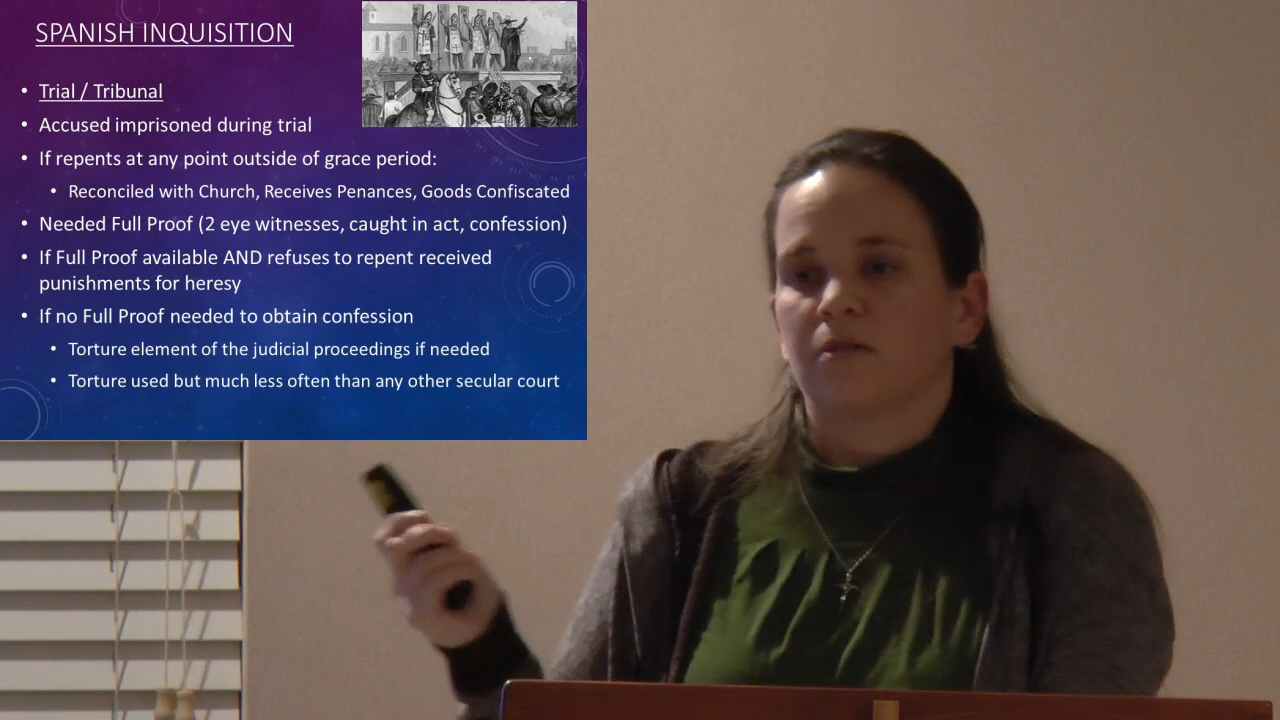 SPANISH INQUISITION
• Trial / Tribunal
• Accused imprisoned during trial
• If repents at any point outside of grace period:
• Reconciled with Church, Receives Penances, Goods Confiscated
• Needed Full Proof (2 eye witnesses, caught in act, confession)
• If Full Proof available AND refuses to repent received
punishments for heresy
• If no Full Proof needed to obtain confession
• Torture element of the judicial proceedings if needed
• Torture used but much less often than any other secular court